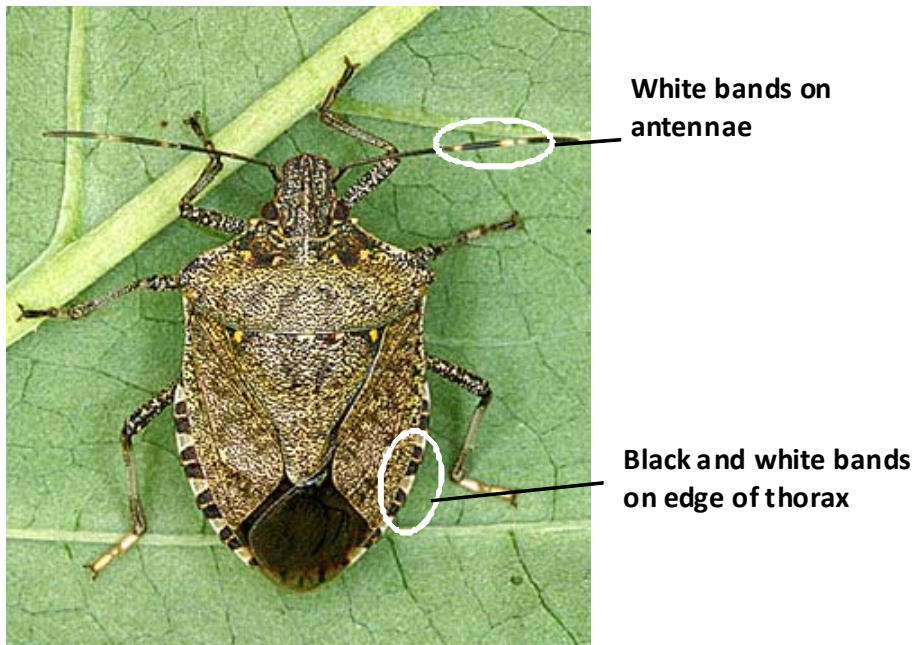 White bands on
antennae
Black and white bands
on edge of thorax